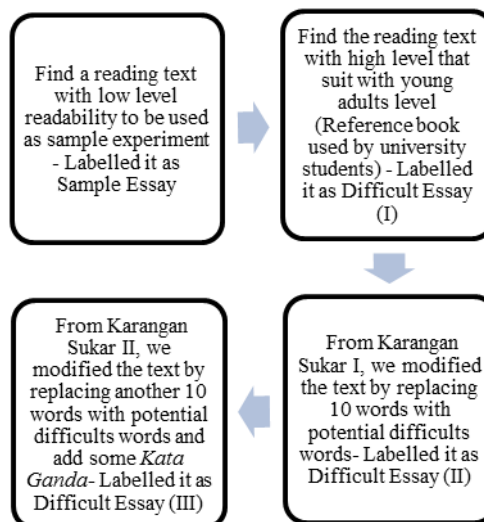 Find a reading text
with low level
readability to be used
as sample experiment
- Labelled it as
Sample Essay
Find the reading text
with high level that
suit with young
adults level
(Reference book
used by university
students) - Labelled
it as Difficult Essay
(I)
From Karangan
Sukar I, we modified
the text by replacing
10 words with
potential difficults
words- Labelled it as
Difficult Essay (II)
From Karangan
Sukar II, we modified
the text by
replacing another 10
words with potential
difficults words and
add some Kata
Ganda- Labelled it as
Difficult Essay (III)